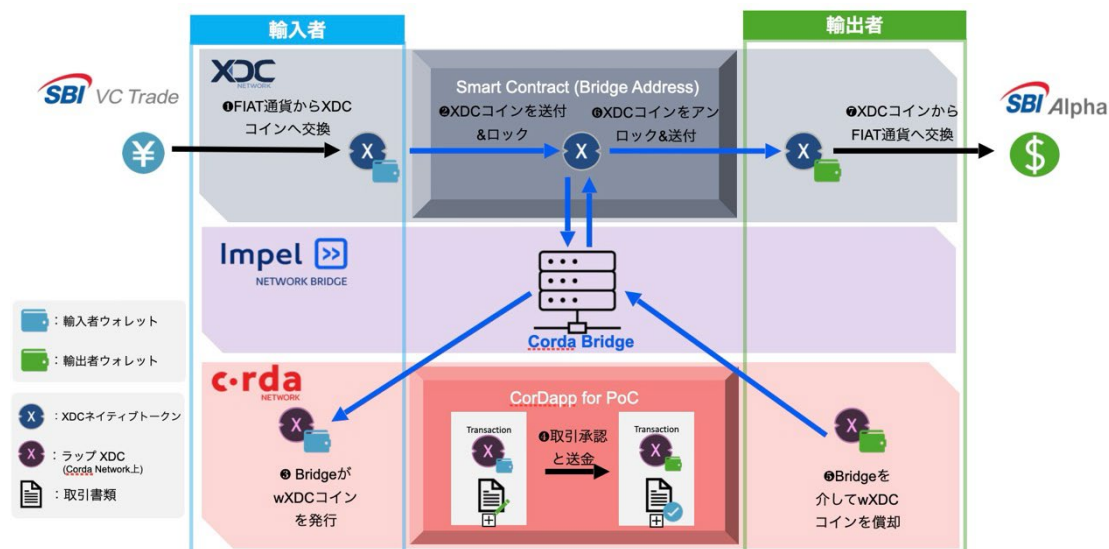 輸入者
輸出者
SBI VC Trade
XDC
NETWORK
❶FIAT通貨からXDC
コインへ交換
Smart Contract (Bridge Address)
❷XDCコインを送付
&ロック
❻XDCコインをアン
ロック&送付
❼XDCコインから
FIAT通貨へ交換
SBI Alpha
¥
X
X
X
$
Impel
NETWORK BRIDGE
Corda Bridge
:輸入者ウォレット
:輸出者ウォレット
X :XDCネイティブトークン
X :ラップ XDC
(Corda Network上)
:取引書類
c•rda
NETWORK
X
❸ Bridgeが
wXDCコイン
を発行
CorDapp for PoC
Transaction
X
❹取引承認
と送金
Transaction
X
X
❺Bridgeを
介してwXDC
コインを償却